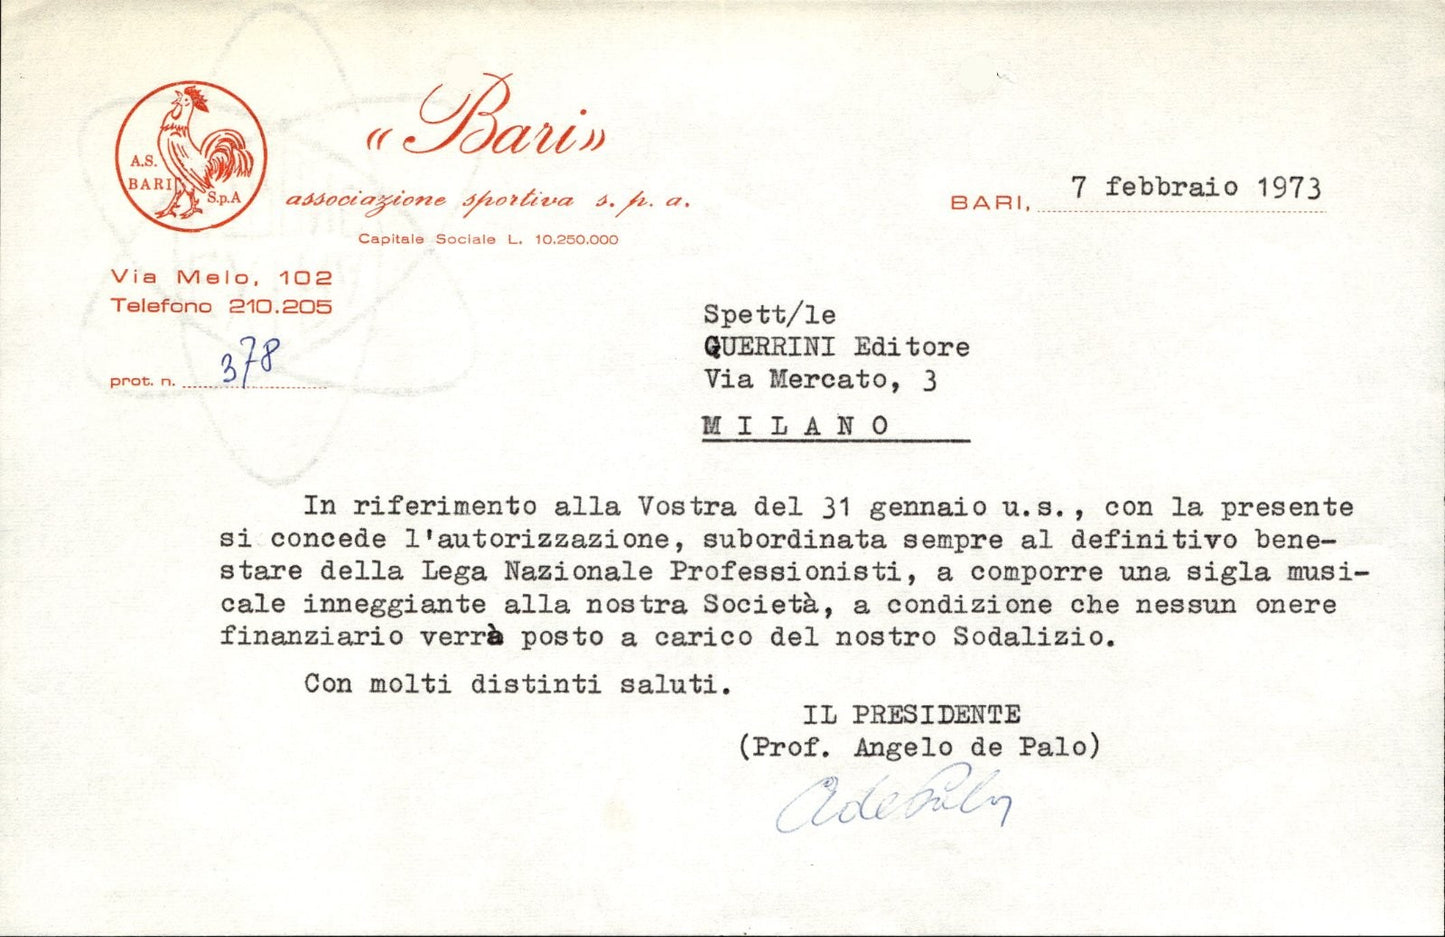 A.S.
BARI
S.p.A
« Bari »
associazione sportiva s. p. a.
Capitale Sociale L. 10.250.000
Via Melo, 102
Telefono 210.205
prot. n. 378
BARI, 7 febbraio 1973
Spett/le
GUERRINI Editore
Via Mercato, 3
M I L A N O
In riferimento alla Vostra del 31 gennaio u.s., con la presente
si concede l'autorizzazione, subordinata sempre al definitivo bene-
stare della Lega Nazionale Professionisti, a comporre una sigla musi-
cale inneggiante alla nostra Società, a condizione che nessun onere
finanziario verrà posto a carico del nostro Sodalizio.
Con molti distinti saluti.
IL PRESIDENTE
(Prof. Angelo de Palo)
AdePalo